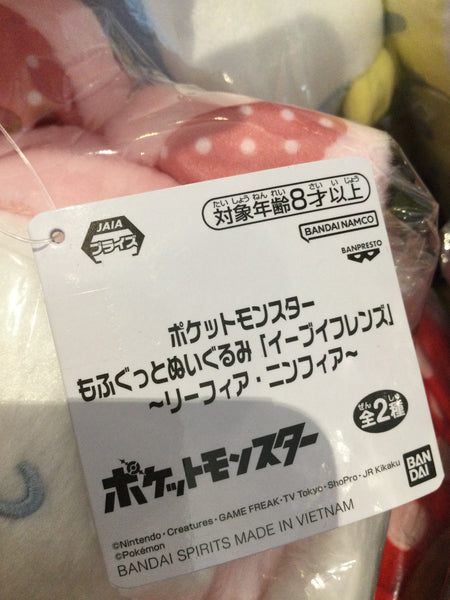 JAIA
プライズ
たいしょうねんれい さい いじょう
対象年齢8才以上
BANDAI NAMCO
BANPRESTO
ポケットモンスター
もふぐっとぬいぐるみ「イーブイフレンズ」
~リーフィア・ニンフィア~
ぜん しゅ
全2種
ポケットモンスター
BAN
DAI
©Nintendo・Creatures・GAME FREAK・TV Tokyo・ShoPro・JR Kikaku
©Pokémon
BANDAI SPIRITS MADE IN VIETNAM